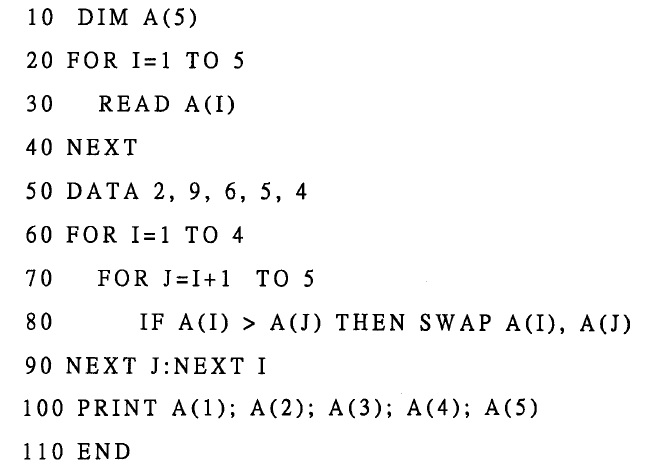 10 DIM A(5)
20 FOR I=1 TO 5
30 READ A(I)
40 NEXT
50 DATA 2, 9, 6, 5, 4
60 FOR I=1 TO 4
70 FOR J=I+1 TO 5
80 IF A(I) > A(J) THEN SWAP A(I), A(J)
90 NEXT J:NEXT I
100 PRINT A(1); A(2); A(3); A(4); A(5)
110 END